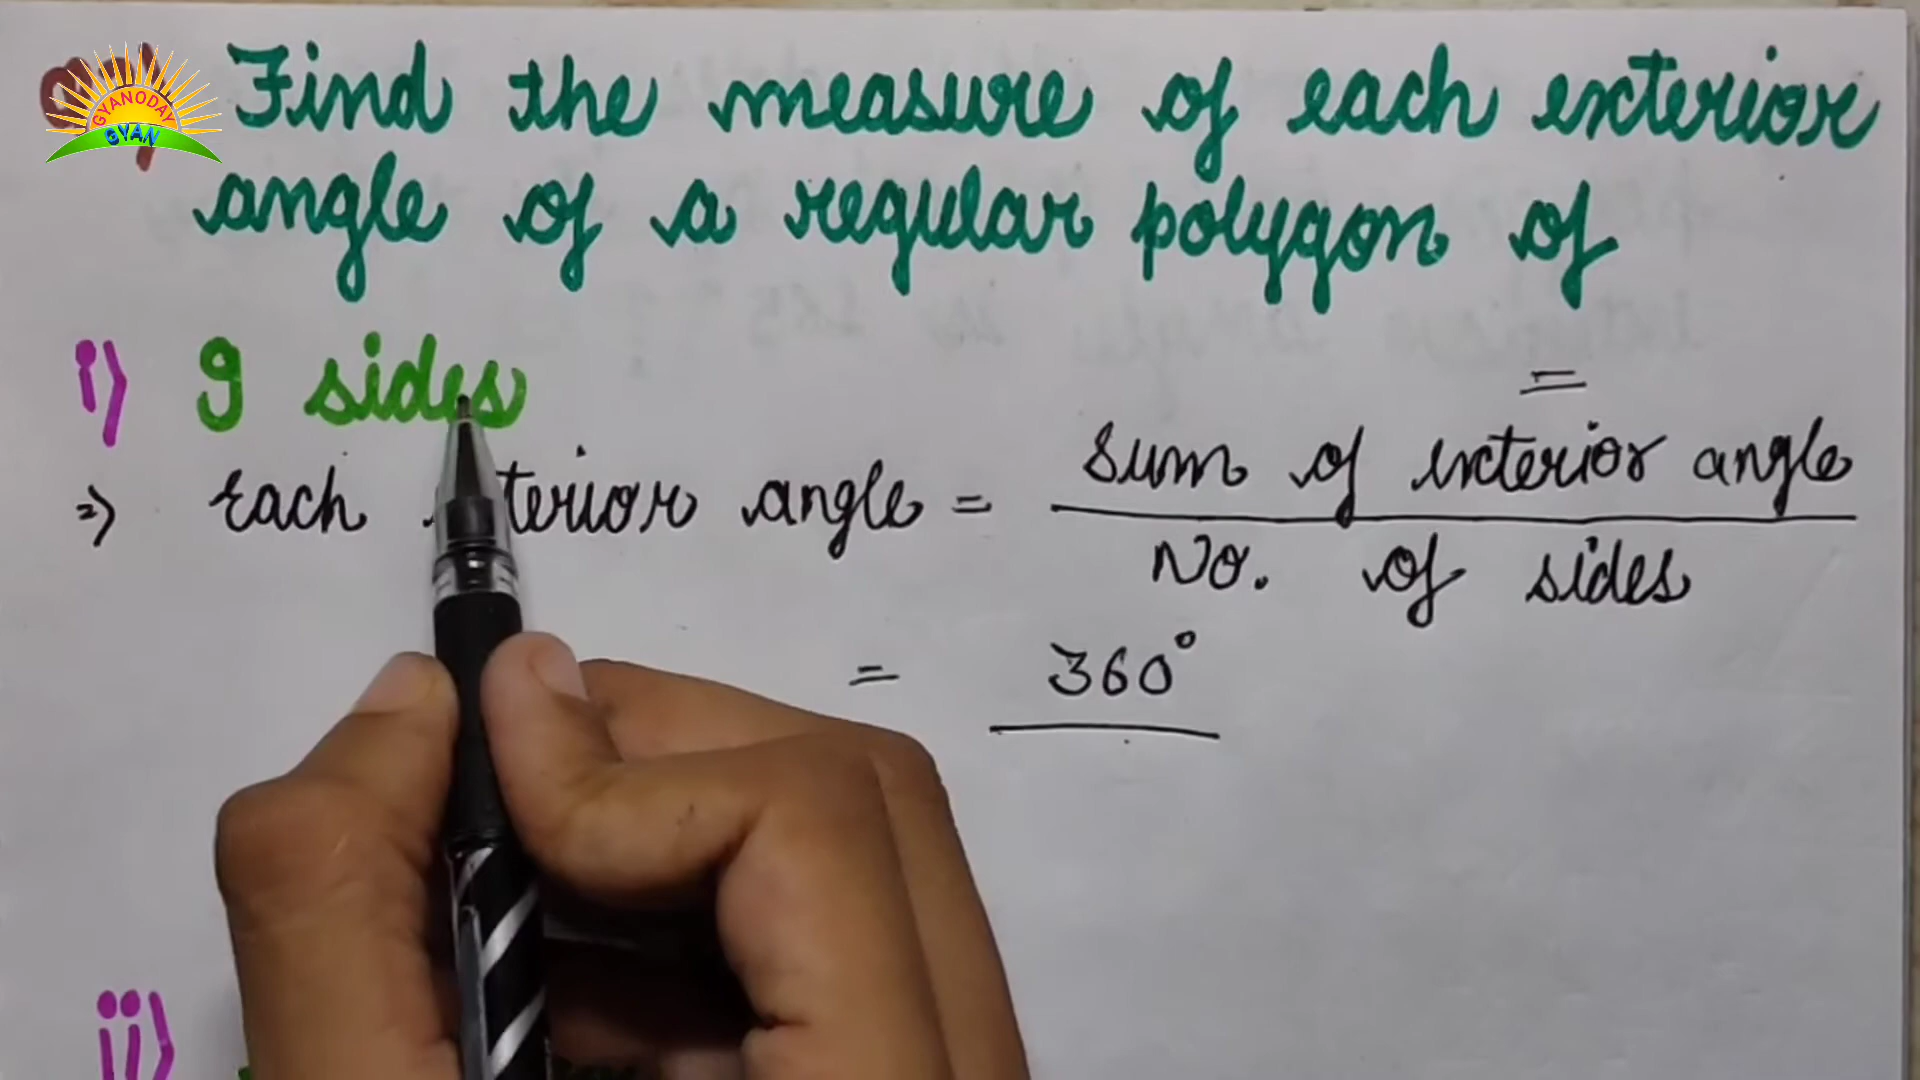 GYANODAY
GYAN
Find the measure of each exterior
angle of a regular polygon of
i) 9 sides
=
=> Each exterior angle = Sum of exterior angle
No. of sides
= 360°
ii)